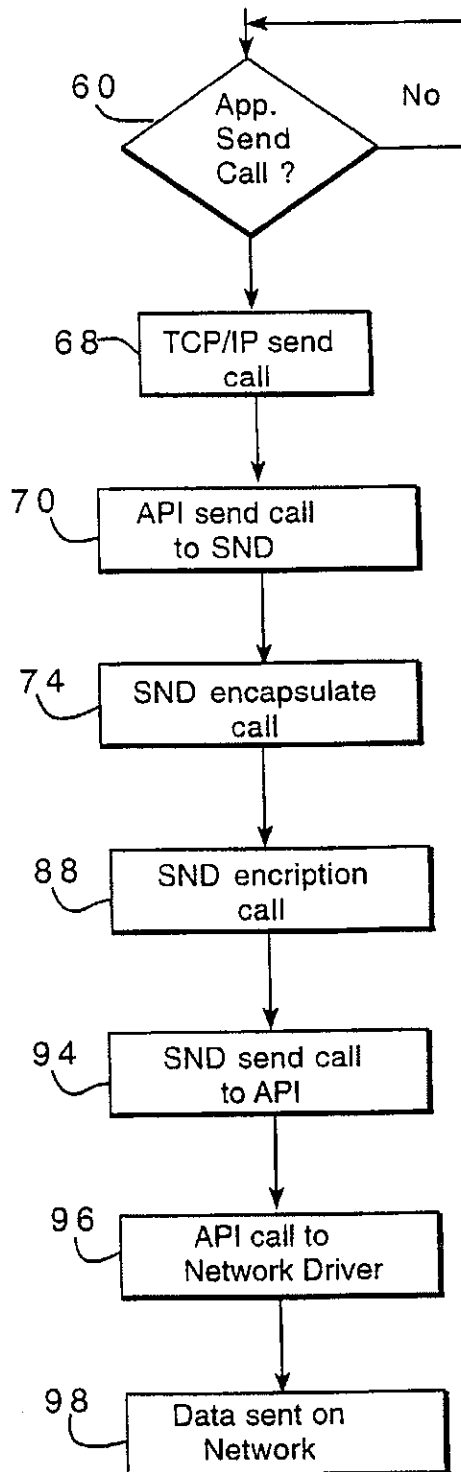 60
App.
Send
Call ?
No
68
TCP/IP send
call
70
API send call
to SND
74
SND encapsulate
call
88
SND encription
call
94
SND send call
to API
96
API call to
Network Driver
98
Data sent on
Network